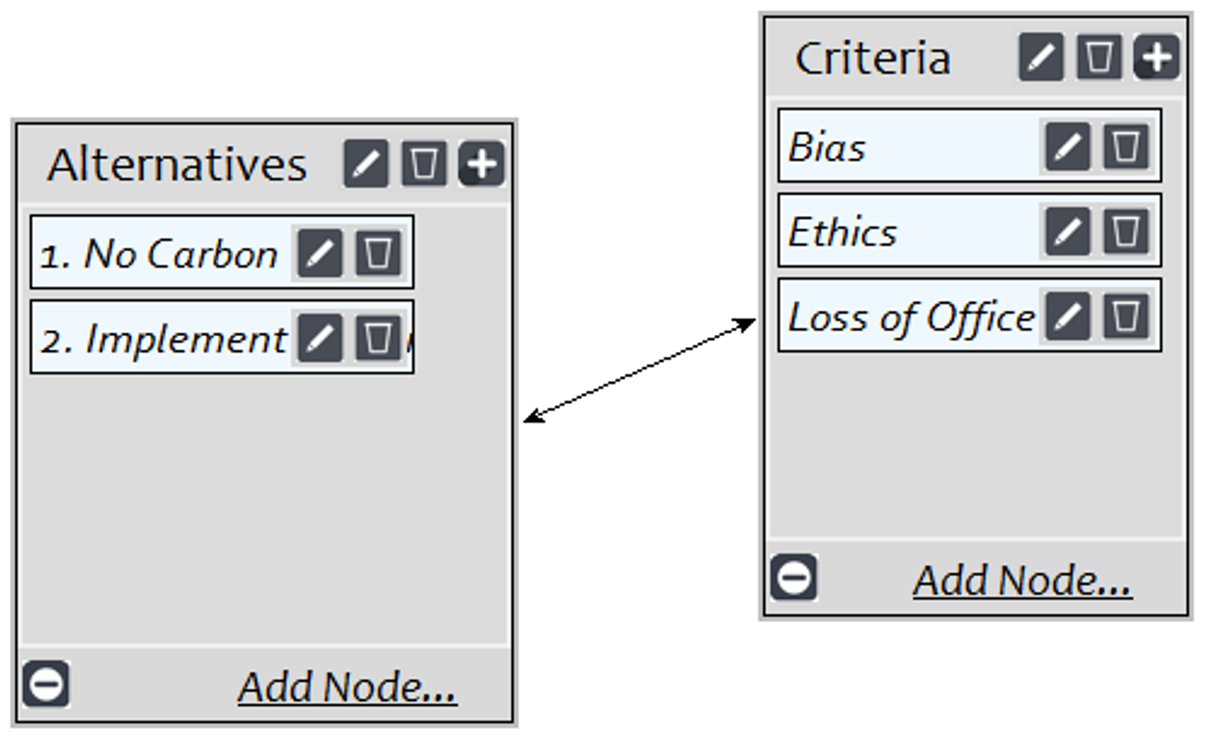 Criteria
Bias
Ethics
Loss of Office
Add Node...
Alternatives
1. No Carbon
2. Implement
Add Node...